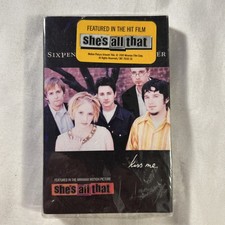 FEATURED IN THE HIT FILM
she's all that
SIXPEN
ER
kiss me
FEATURED IN THE MIRAMAX MOTION PICTURE
she's all that